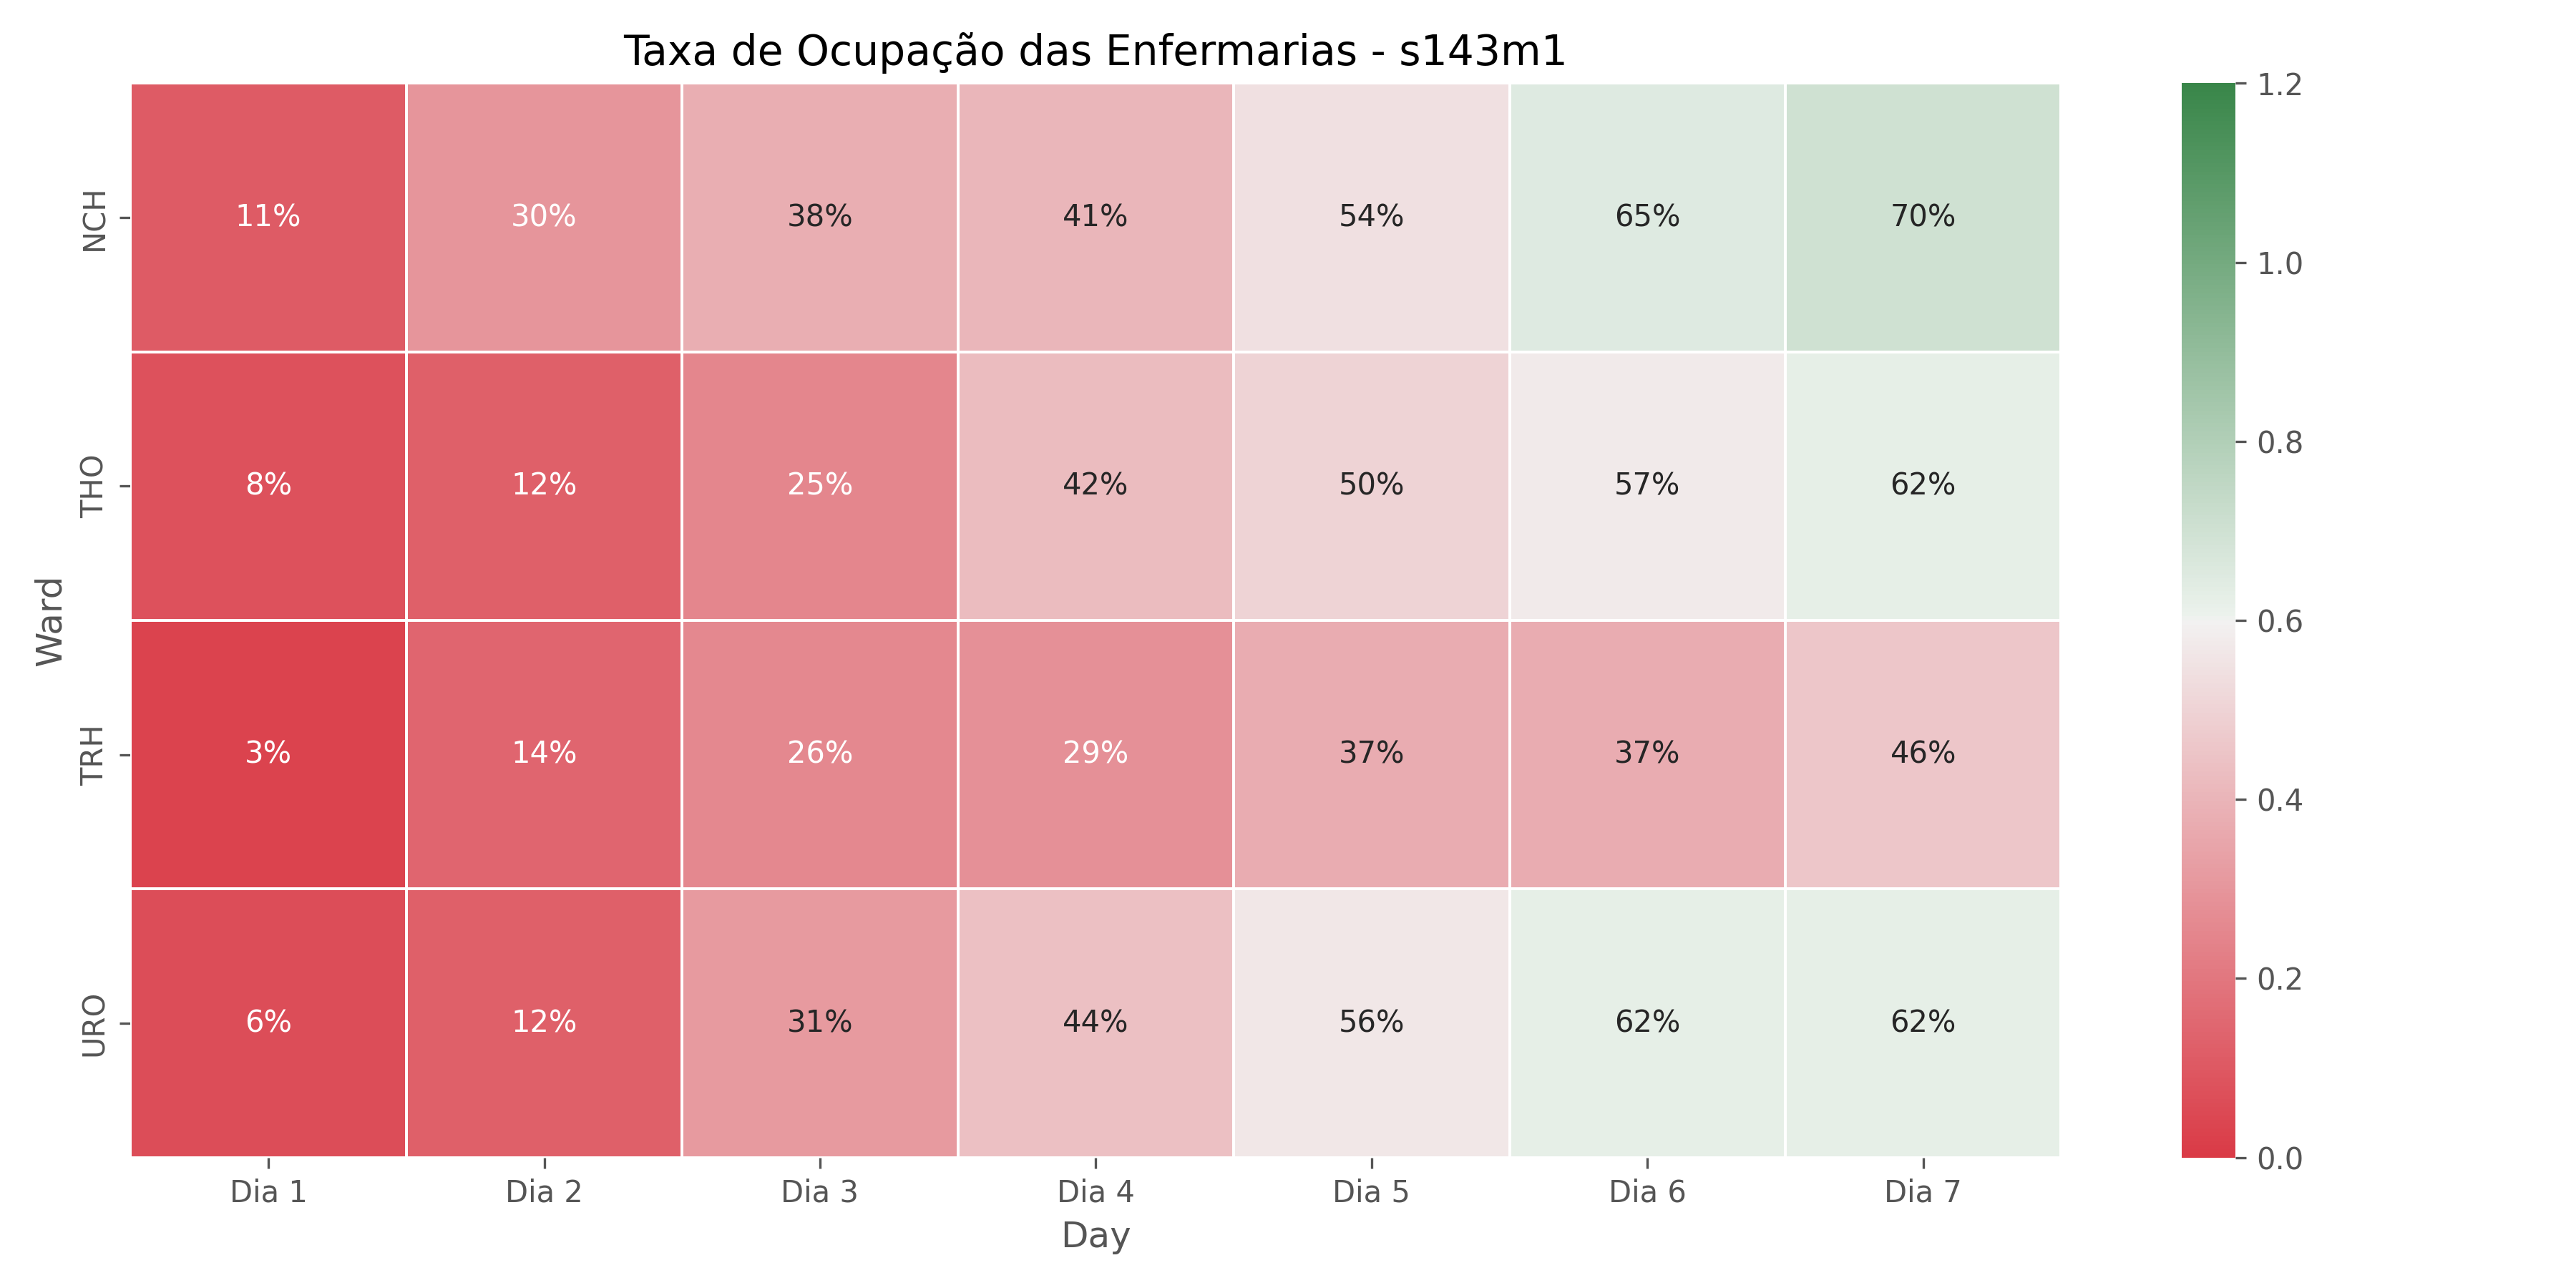 Taxa de Ocupação das Enfermarias - s143m1
Ward
NCH 11% 30% 38% 41% 54% 65% 70%
THO 8% 12% 25% 42% 50% 57% 62%
TRH 3% 14% 26% 29% 37% 37% 46%
URO 6% 12% 31% 44% 56% 62% 62%
Dia 1 Dia 2 Dia 3 Dia 4 Dia 5 Dia 6 Dia 7
Day
1.2
1.0
0.8
0.6
0.4
0.2
0.0